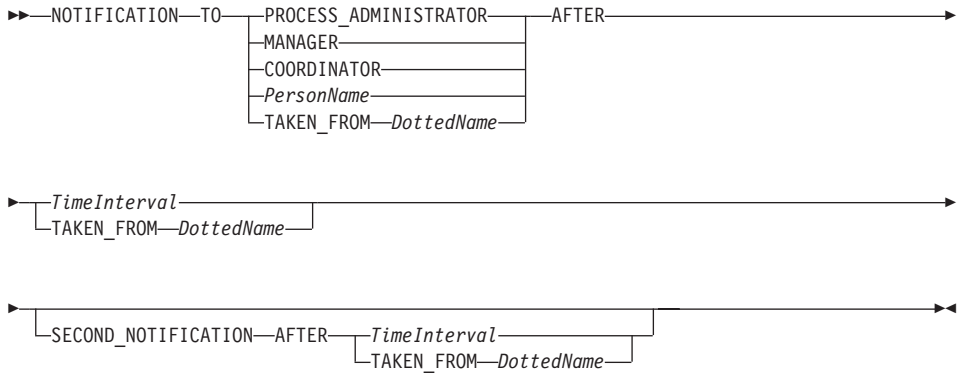 NOTIFICATION TO PROCESS_ADMINISTRATOR AFTER
MANAGER
COORDINATOR
PersonName
TAKEN_FROM DottedName
TimeInterval
TAKEN_FROM DottedName
SECOND_NOTIFICATION AFTER TimeInterval
TAKEN_FROM DottedName